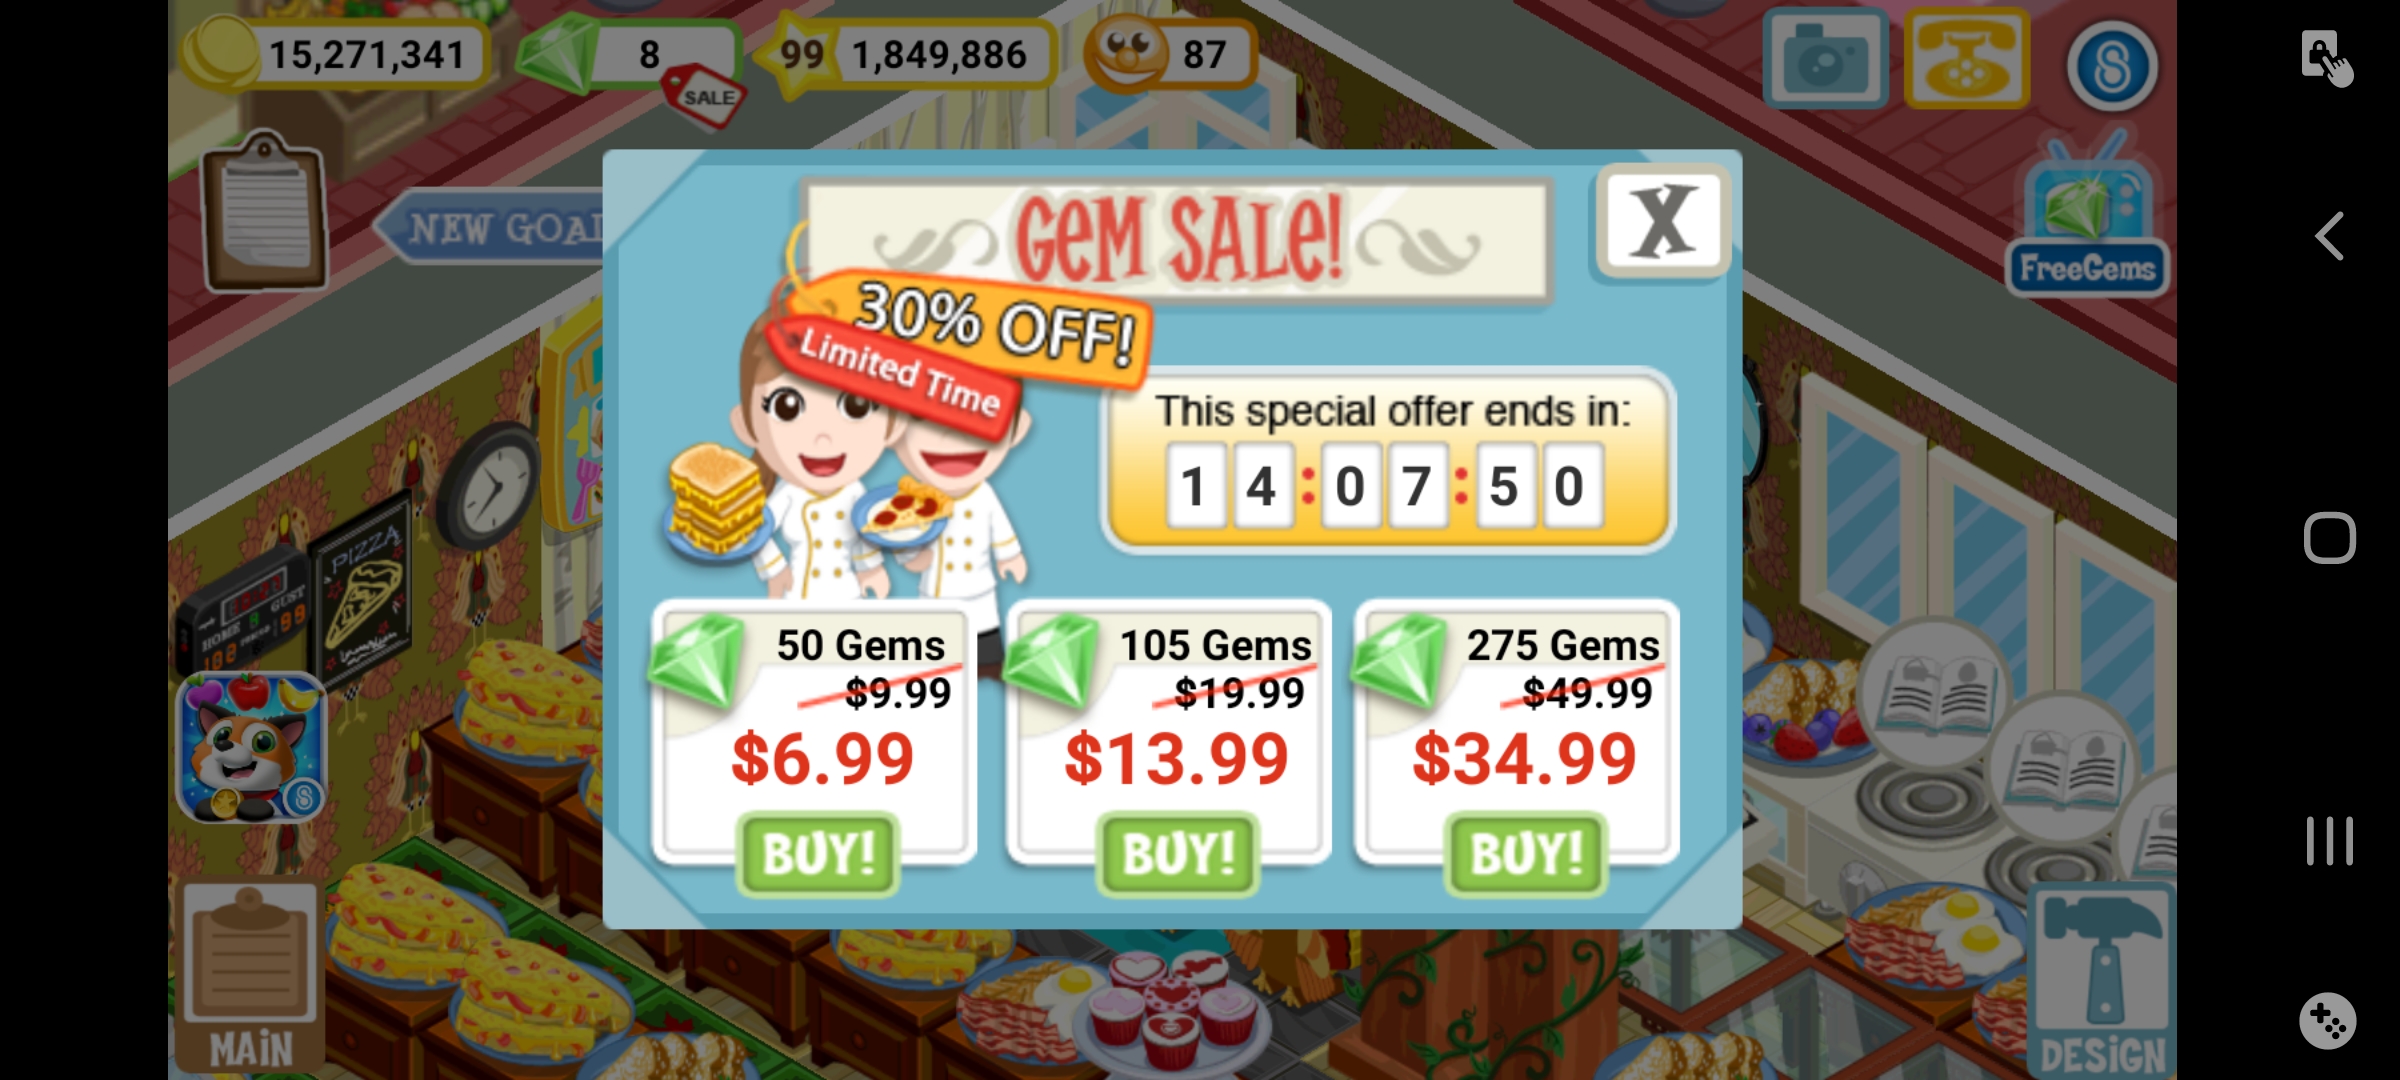 15,271,341
8
SALE
99
1,849,886
87
FreeGems
NEW GOAL
GEM SALE!
X
30% OFF!
Limited Time
This special offer ends in:
14:07:50
PIZZA
HOME
GUEST
50 Gems
$9.99
$6.99
BUY!
105 Gems
$19.99
$13.99
BUY!
275 Gems
$49.99
$34.99
BUY!
MAIN
DESIGN